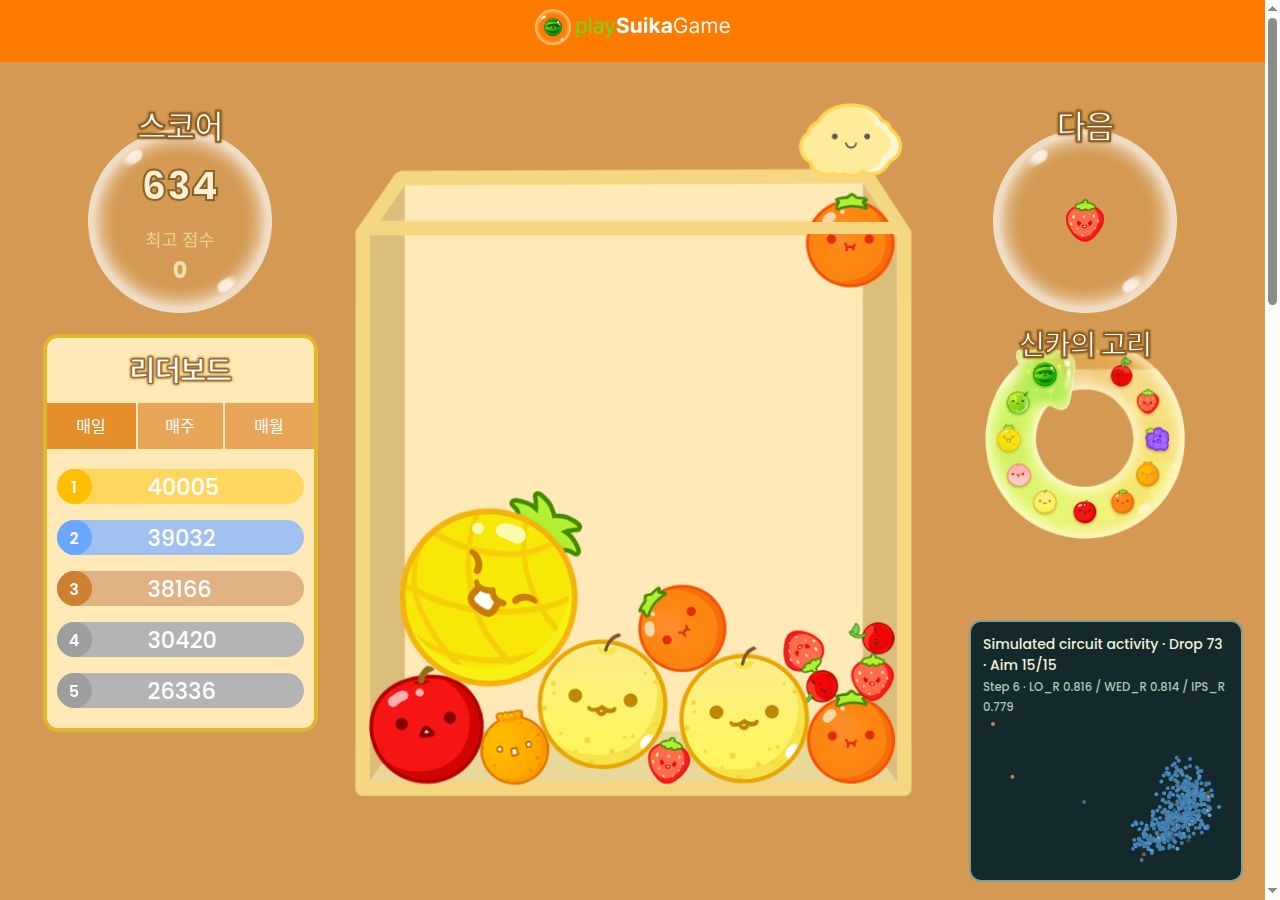 playSuikaGame
스코어
634
최고 점수
0
리더보드
매일
매주
매월
1 40005
2 39032
3 38166
4 30420
5 26336
다음
신카의 고리
Simulated circuit activity · Drop 73
· Aim 15/15
Step 6 · LO_R 0.816 / WED_R 0.814 / IPS_R
0.779